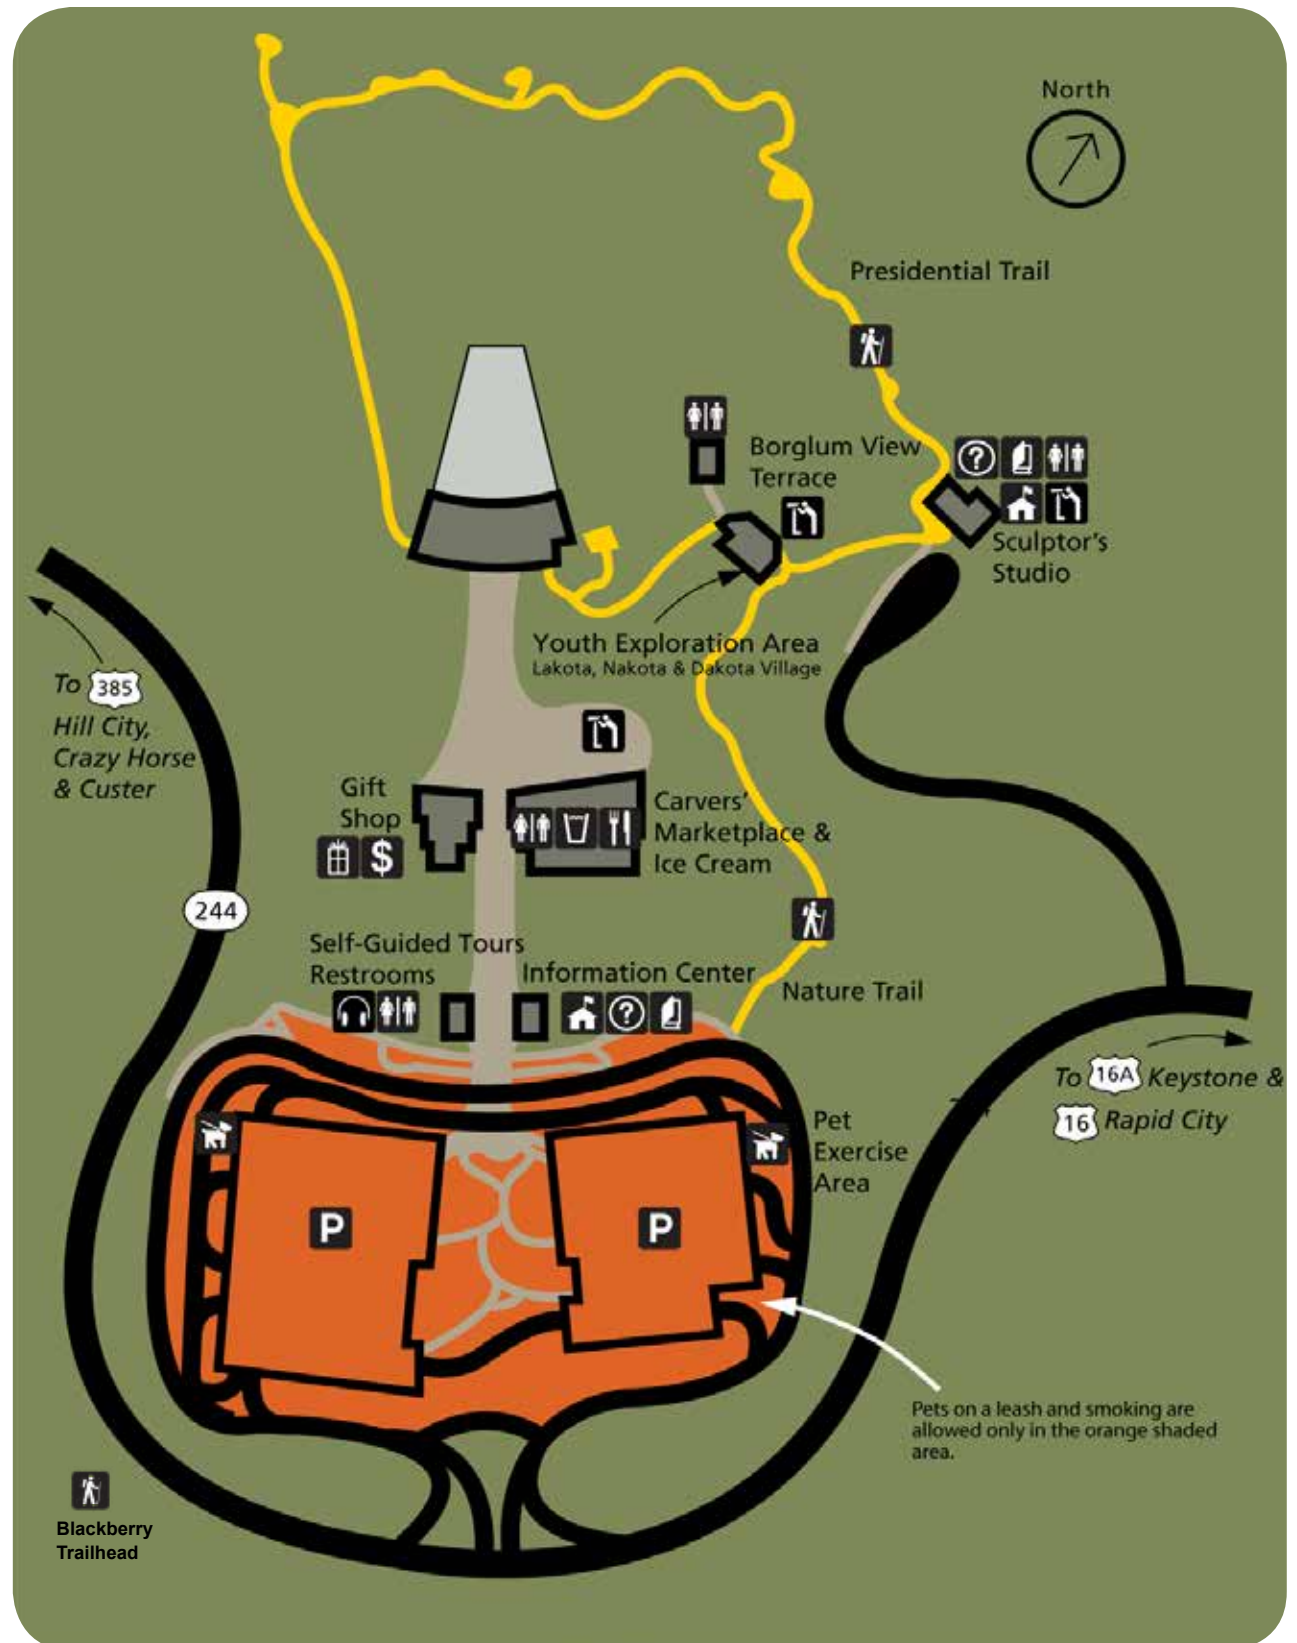 North
Presidential Trail
Borglum View
Terrace
?
Sculptor's
Studio
Youth Exploration Area
Lakota, Nakota & Dakota Village
To 385
Hill City,
Crazy Horse
& Custer
Gift
Shop
$
Carvers'
Marketplace &
Ice Cream
244
Self-Guided Tours
Restrooms
Information Center
?
Nature Trail
To 16A Keystone &
16 Rapid City
Pet
Exercise
Area
P
P
Pets on a leash and smoking are
allowed only in the orange shaded
area.
Blackberry
Trailhead